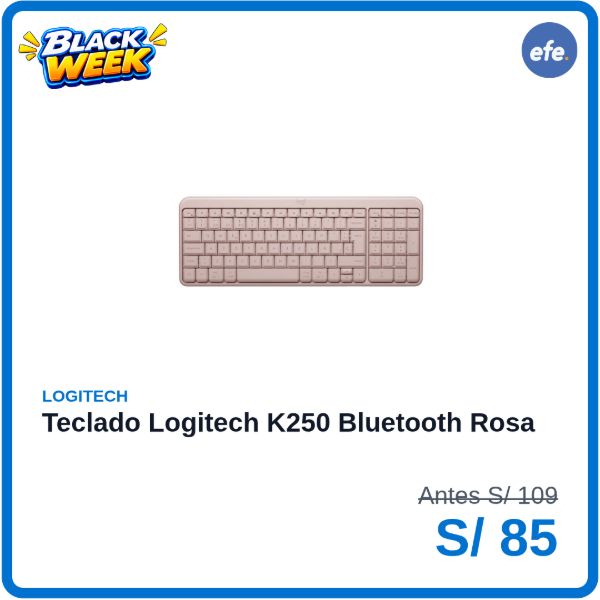 BLACK
WEEK
efe.
LOGITECH
Teclado Logitech K250 Bluetooth Rosa
Antes S/ 109
S/ 85